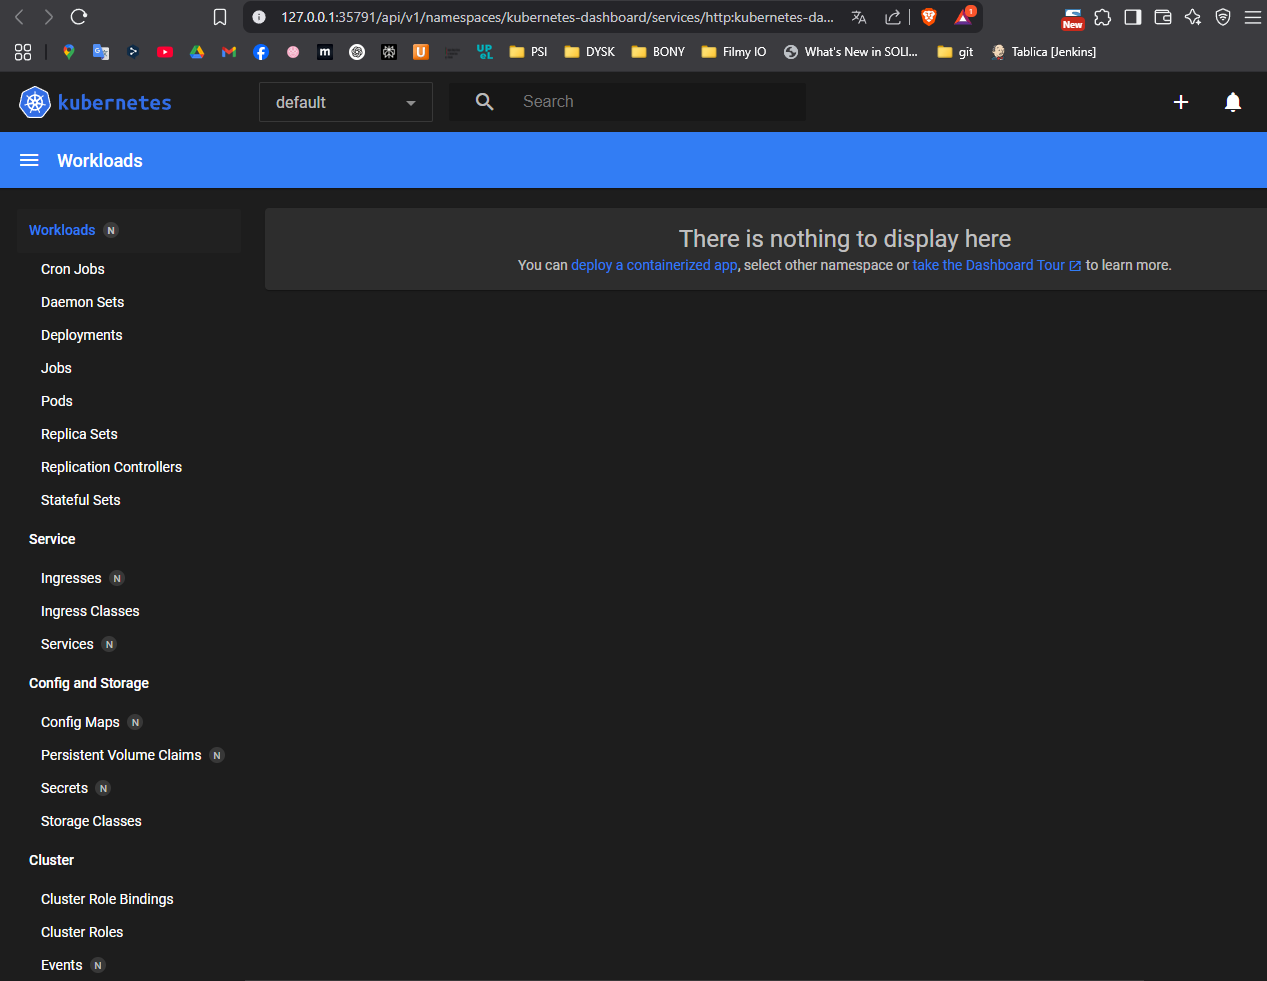 127.0.0.1:35791/api/v1/namespaces/kubernetes-dashboard/services/http:kubernetes-da...
1
New
PSI
DYSK
BONY
Filmy IO
What's New in SOLI...
git
Tablica [Jenkins]
m
U
UP
eL
kubernetes
default
Search
Workloads
Workloads N
Cron Jobs
Daemon Sets
Deployments
Jobs
Pods
Replica Sets
Replication Controllers
Stateful Sets
Service
Ingresses N
Ingress Classes
Services N
Config and Storage
Config Maps N
Persistent Volume Claims N
Secrets N
Storage Classes
Cluster
Cluster Role Bindings
Cluster Roles
Events N
There is nothing to display here
You can deploy a containerized app, select other namespace or take the Dashboard Tour to learn more.